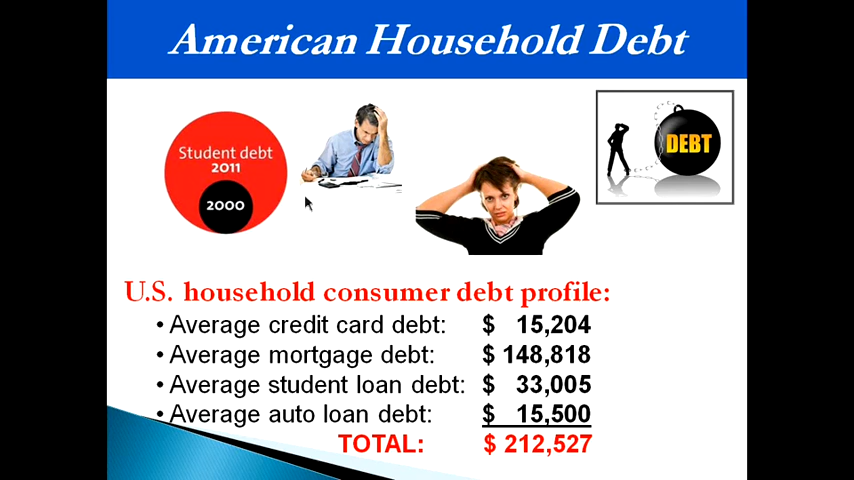 American Household Debt
Student debt
2011
2000
DEBT
U.S. household consumer debt profile:
• Average credit card debt: $ 15,204
• Average mortgage debt: $ 148,818
• Average student loan debt: $ 33,005
• Average auto loan debt: $ 15,500
TOTAL: $ 212,527